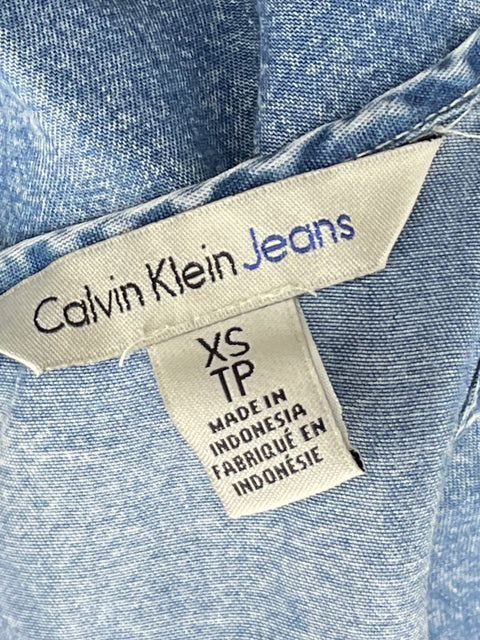 Calvin Klein Jeans
XS
TP
MADE IN
INDONESIA
FABRIQUÉ EN
INDONÉSIE